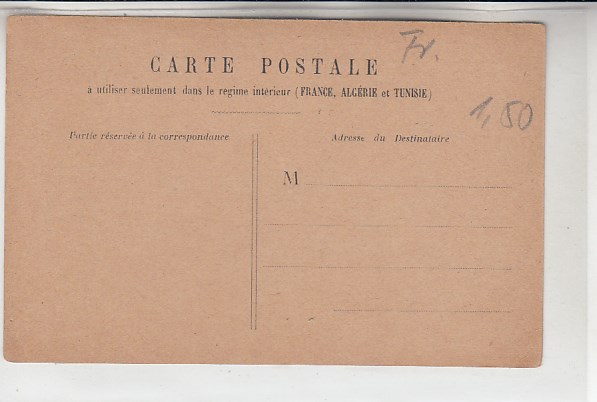 Fr.
CARTE POSTALE
a utiliser seulement dans le regime intérieur (FRANCE, ALGÉRIE et TUNISIE)
1,50
Partie réservée à la correspondance
Adresse du Destinataire
M